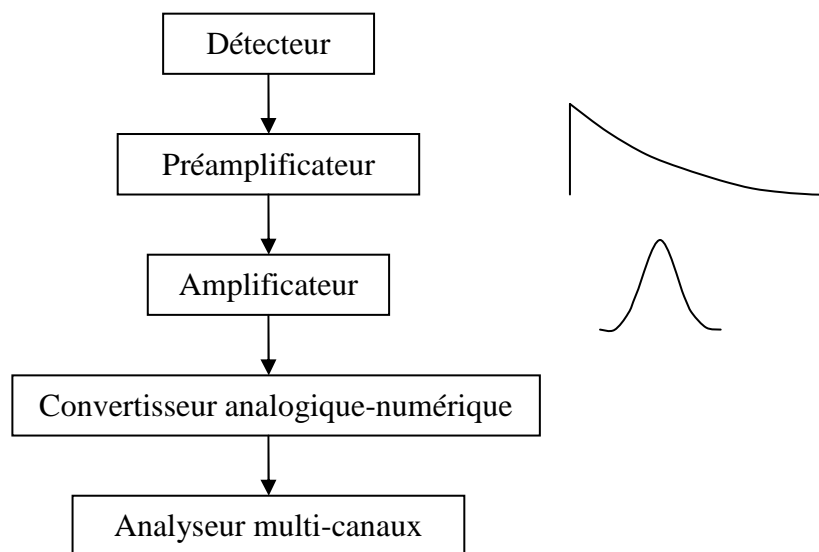 Détecteur
Préamplificateur
Amplificateur
Convertisseur analogique-numérique
Analyseur multi-canaux